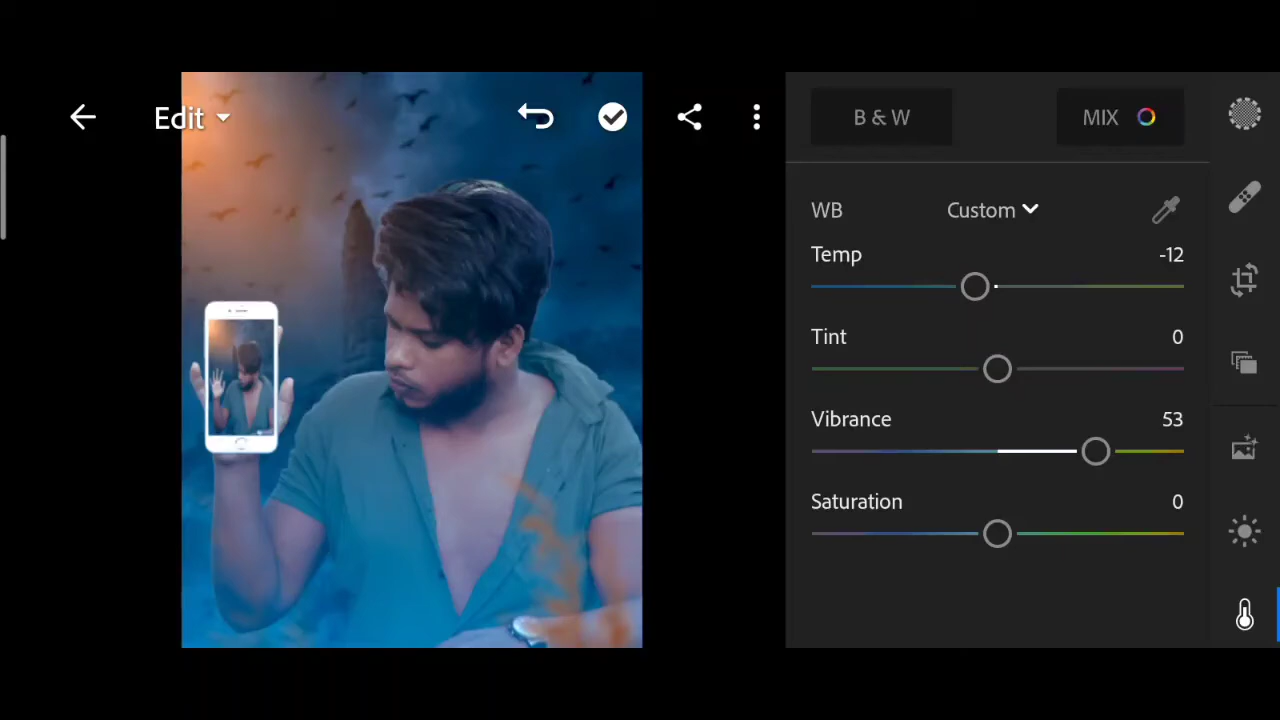 Edit
B & W
MIX
WB
Custom
Temp
-12
Tint
0
Vibrance
53
Saturation
0